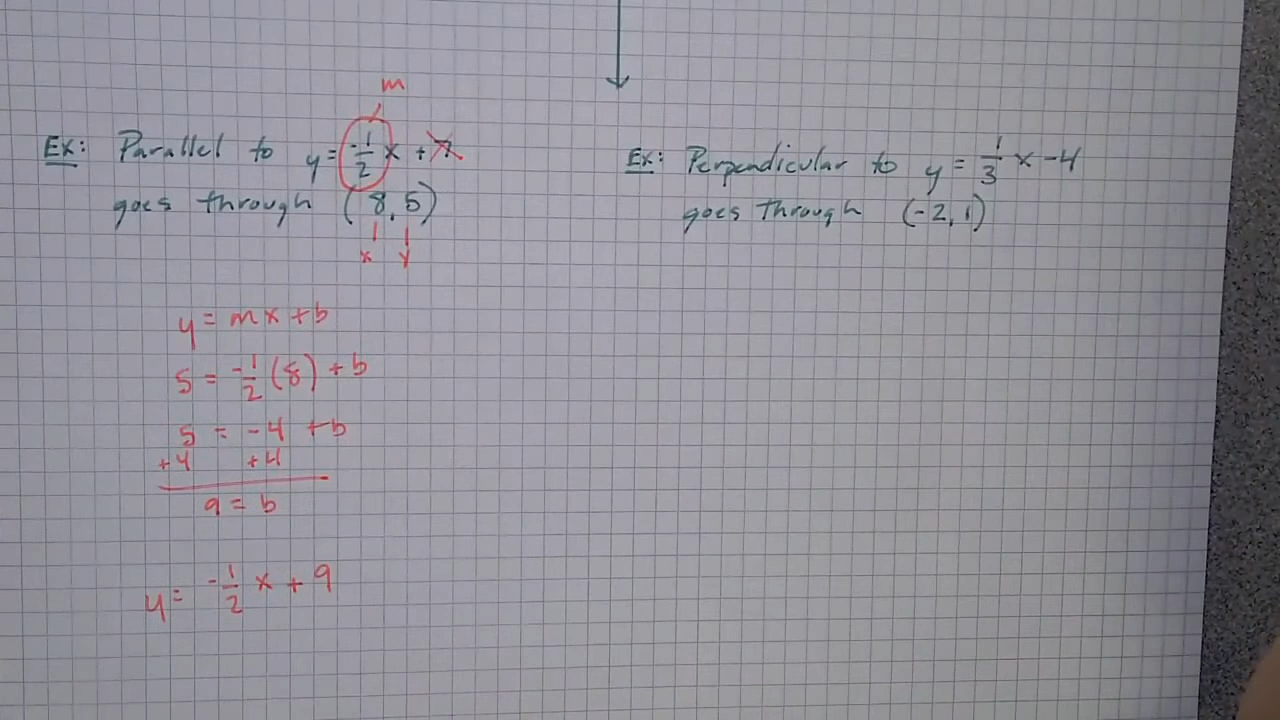 m
Ex: Parallel to y = -1/2 x + 7
goes through (8, 5)
x y
y = mx + b
5 = -1/2 (8) + b
5 = -4 + b
+4 +4
9 = b
y = -1/2 x + 9
Ex: Perpendicular to y = 1/3 x - 4
goes through (-2, 1)